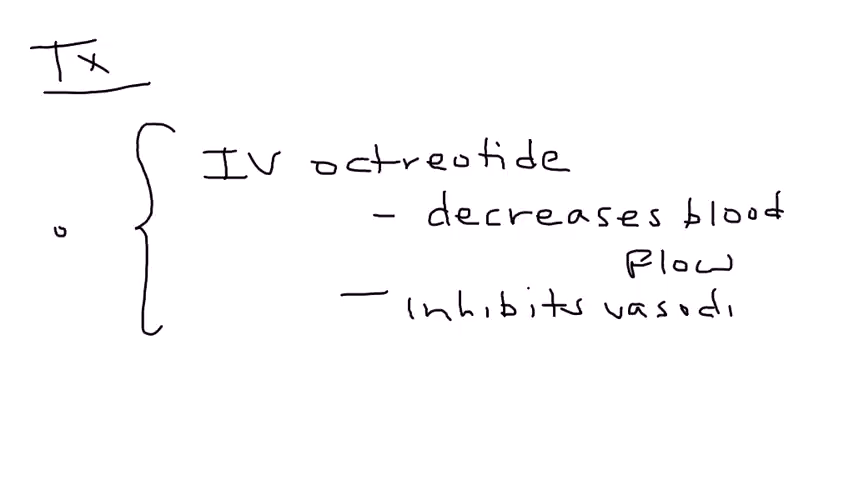 Tx
IV octreotide
- decreases blood
flow
- inhibits vasodi